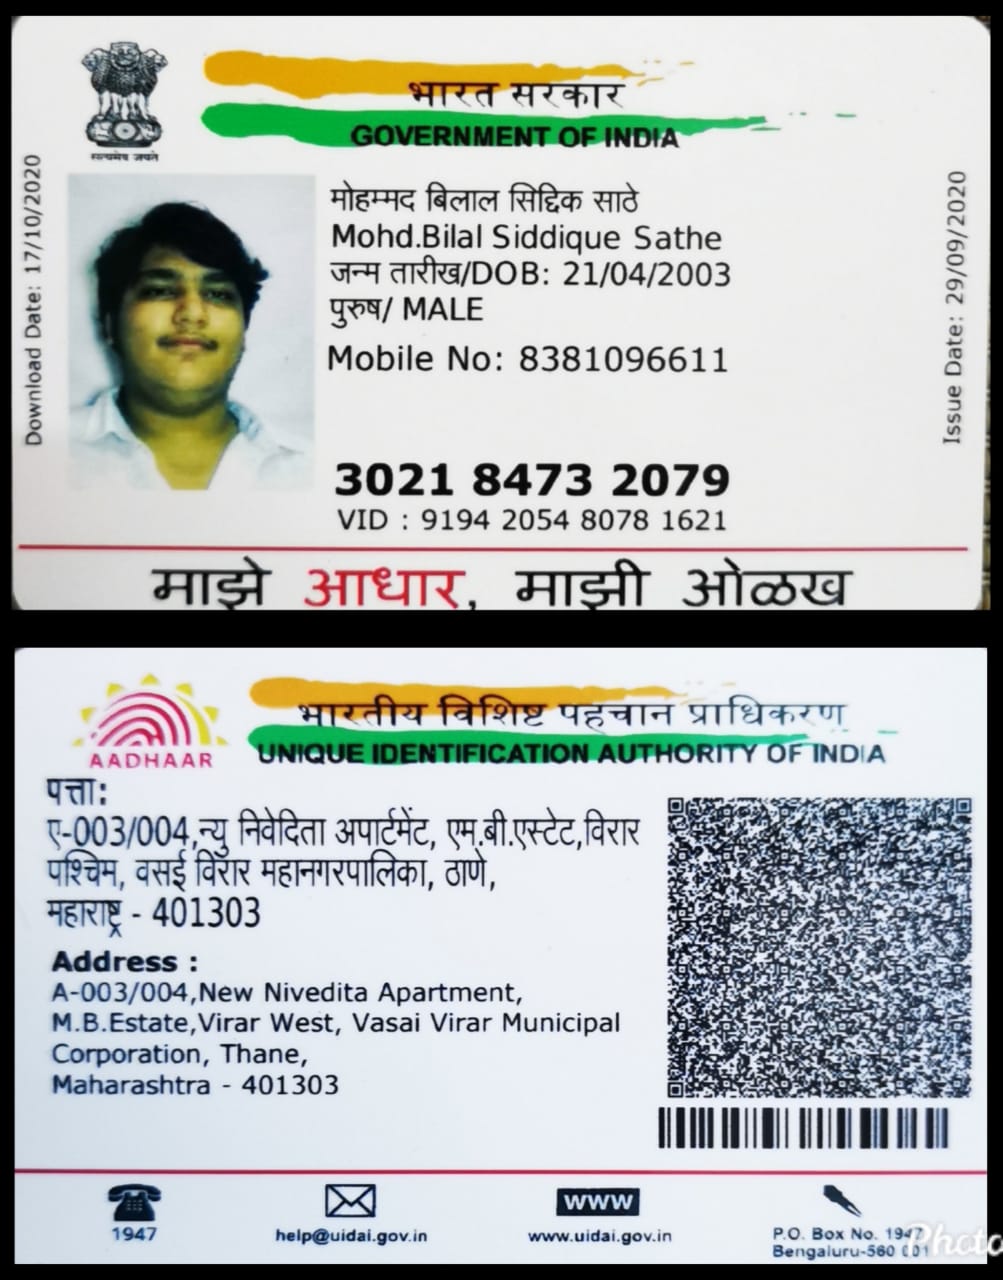 सत्यमेव जयते
भारत सरकार
GOVERNMENT OF INDIA
Download Date: 17/10/2020
मोहम्मद बिलाल सिद्दिक साठे
Mohd.Bilal Siddique Sathe
जन्म तारीख/DOB: 21/04/2003
पुरुष/ MALE
Mobile No: 8381096611
Issue Date: 29/09/2020
3021 8473 2079
VID : 9194 2054 8078 1621
माझे आधार, माझी ओळख
AADHAAR
भारतीय विशिष्ट पहचान प्राधिकरण
UNIQUE IDENTIFICATION AUTHORITY OF INDIA
पत्ता:
ए-003/004,न्यु निवेदिता अपार्टमेंट, एम.बी.एस्टेट,विरार
पश्चिम, वसई विरार महानगरपालिका, ठाणे,
महाराष्ट्र - 401303
Address :
A-003/004,New Nivedita Apartment,
M.B.Estate,Virar West, Vasai Virar Municipal
Corporation, Thane,
Maharashtra - 401303
1947
help@uidai.gov.in
www
www.uidai.gov.in
P.O. Box No. 1947
Bengaluru-560 001
Photo